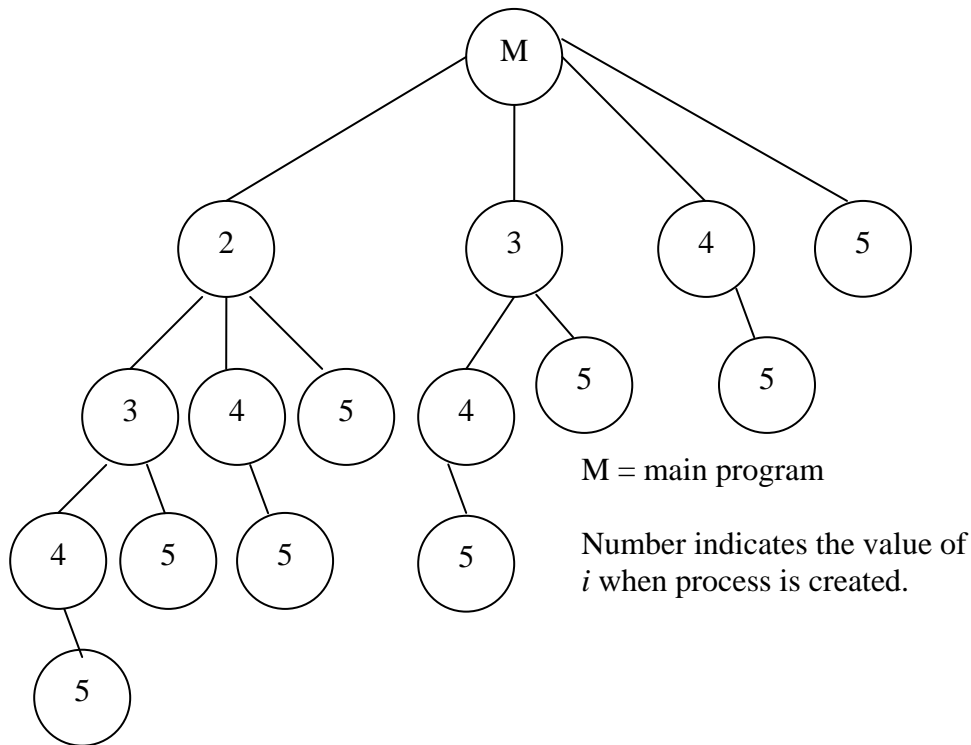 M
2 3 4 5
5 5
3 4 5 4
M = main program
4 5 5 5
Number indicates the value of
i when process is created.
5